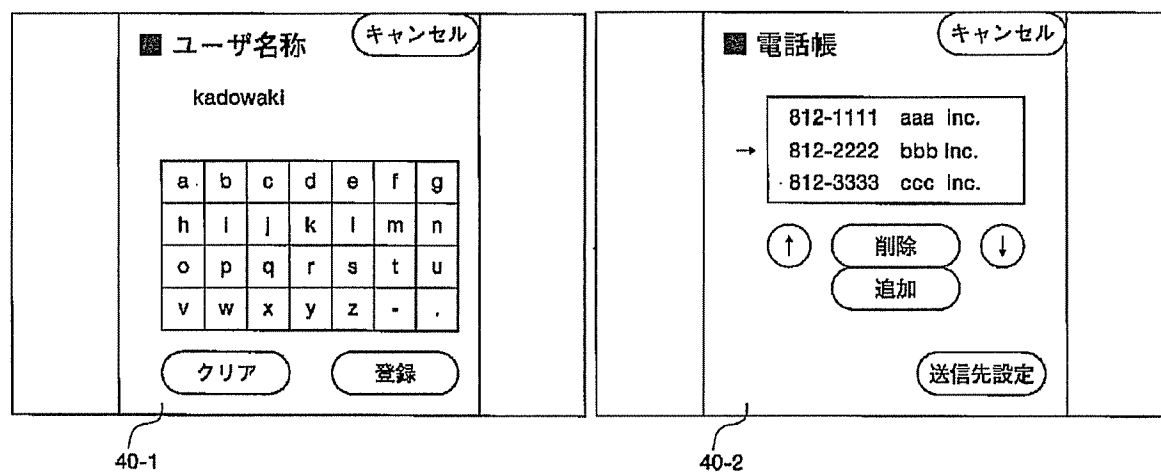 ■ ユーザ名称
キャンセル
kadowaki
a b c d e f g
h i j k l m n
o p q r s t u
v w x y z - .
クリア
登録
40-1
■ 電話帳
キャンセル
812-1111 aaa inc.
→ 812-2222 bbb inc.
812-3333 ccc inc.
↑ 削除 ↓
追加
送信先設定
40-2